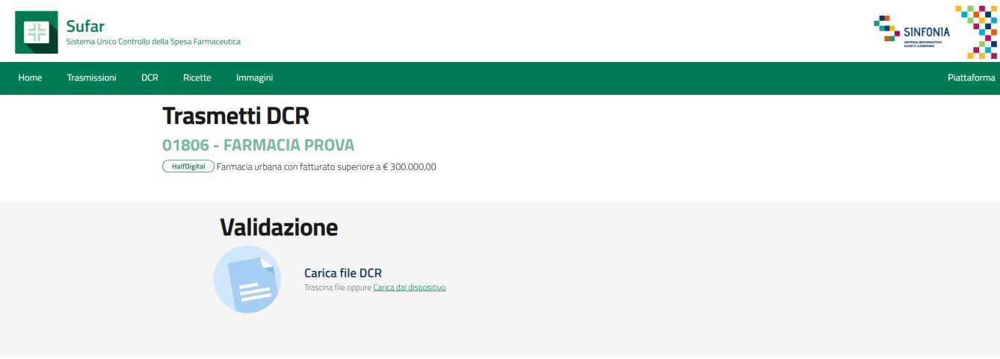 Sufar
Sistema Unico Controllo della Spesa Farmaceutica
SINFONIA
SISTEMA INFORMATIVO
SANITÀ CAMPANIA
Home Trasmissioni DCR Ricette Immagini Piattaforma
Trasmetti DCR
01806 - FARMACIA PROVA
HalfDigital Farmacia urbana con fatturato superiore a € 300.000,00
Validazione
Carica file DCR
Trascina file oppure Carica dal dispositivo